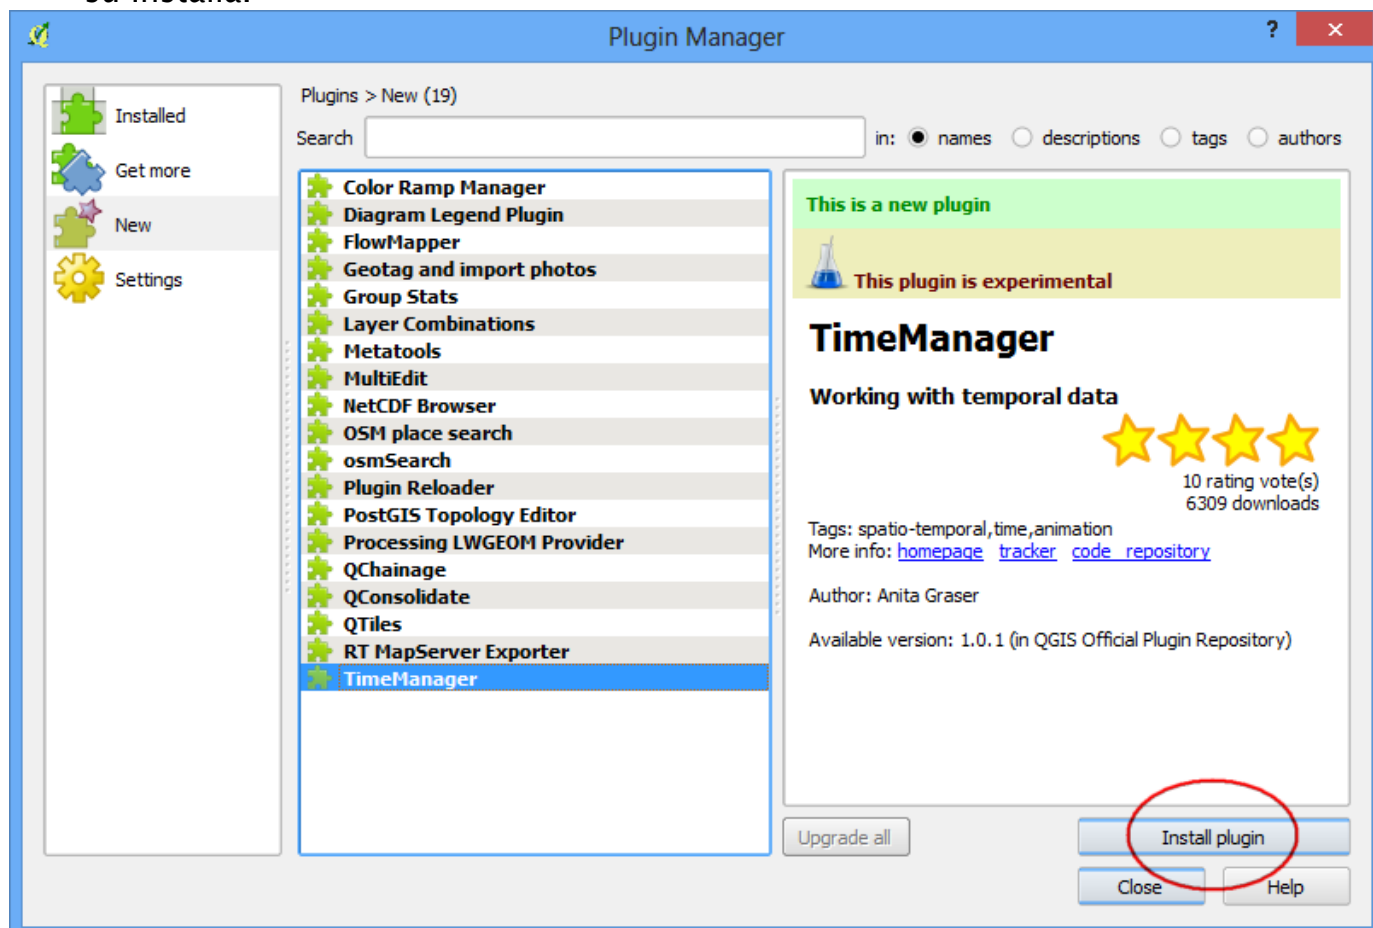 su Installa.
Plugin Manager
?
×
Installed
Get more
New
Settings
Plugins > New (19)
Search
in: names descriptions tags authors
Color Ramp Manager
Diagram Legend Plugin
FlowMapper
Geotag and import photos
Group Stats
Layer Combinations
Metatools
MultiEdit
NetCDF Browser
OSM place search
osmSearch
Plugin Reloader
PostGIS Topology Editor
Processing LWGEOM Provider
QChainage
QConsolidate
QTiles
RT MapServer Exporter
TimeManager
This is a new plugin
This plugin is experimental
TimeManager
Working with temporal data
10 rating vote(s)
6309 downloads
Tags: spatio-temporal,time,animation
More info: homepage tracker code_repository
Author: Anita Graser
Available version: 1.0.1 (in QGIS Official Plugin Repository)
Upgrade all
Install plugin
Close
Help